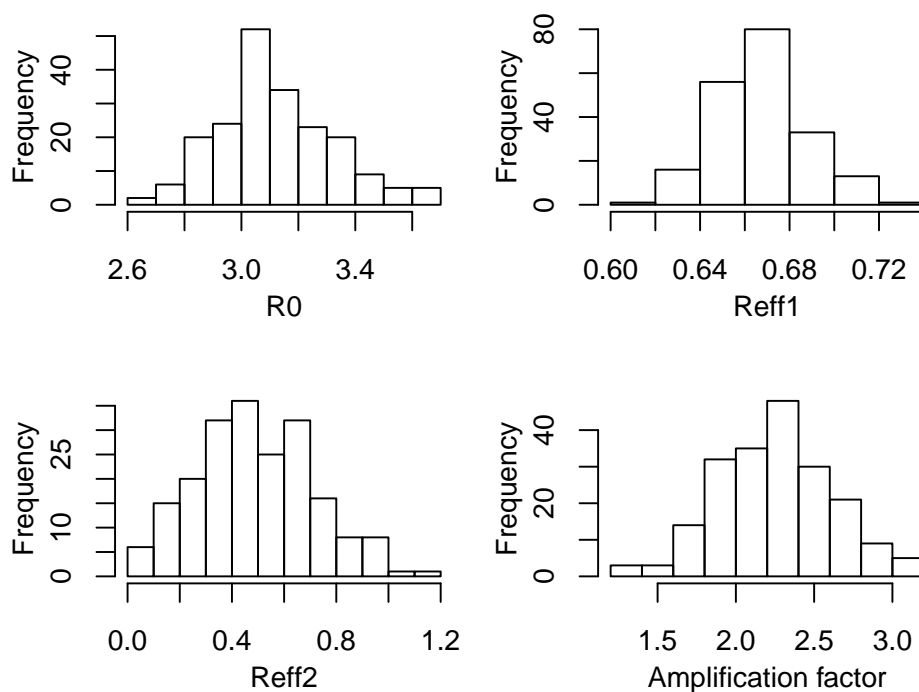 Frequency
0 20 40
2.6 3.0 3.4
R0
Frequency
0 40 80
0.60 0.64 0.68 0.72
Reff1
Frequency
0 10 25
0.0 0.4 0.8 1.2
Reff2
Frequency
0 20 40
1.5 2.0 2.5 3.0
Amplification factor